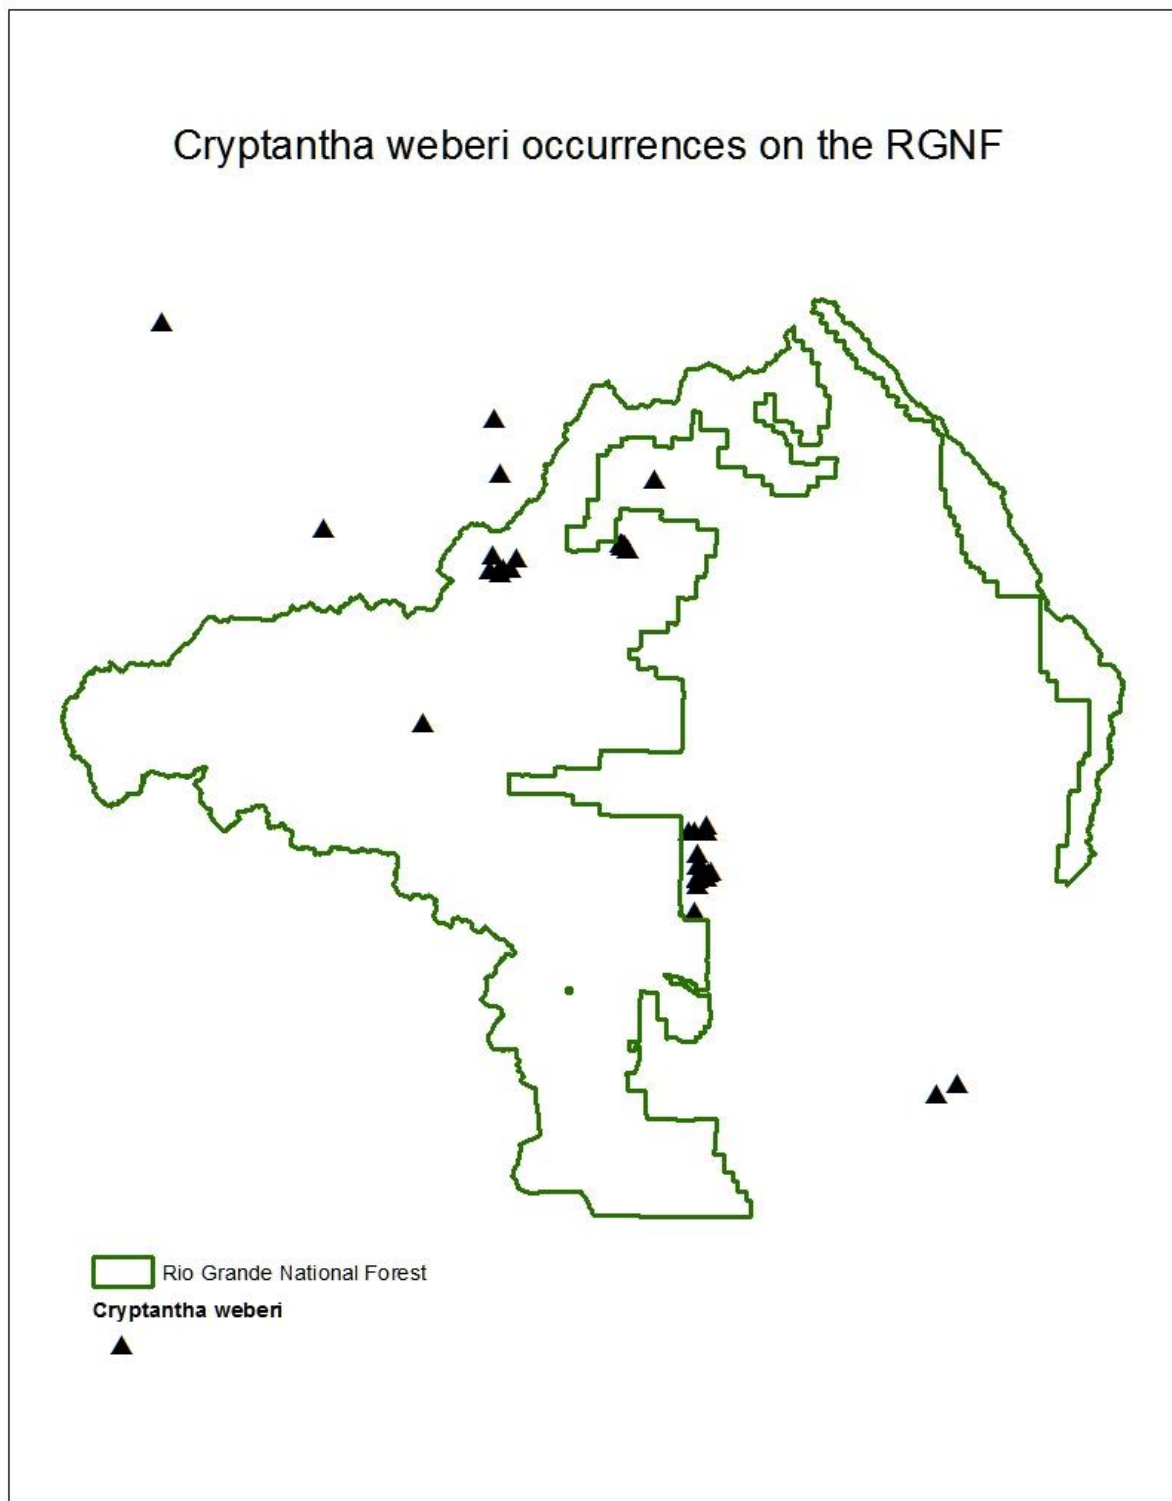 Cryptantha weberi occurrences on the RGNF
Rio Grande National Forest
Cryptantha weberi